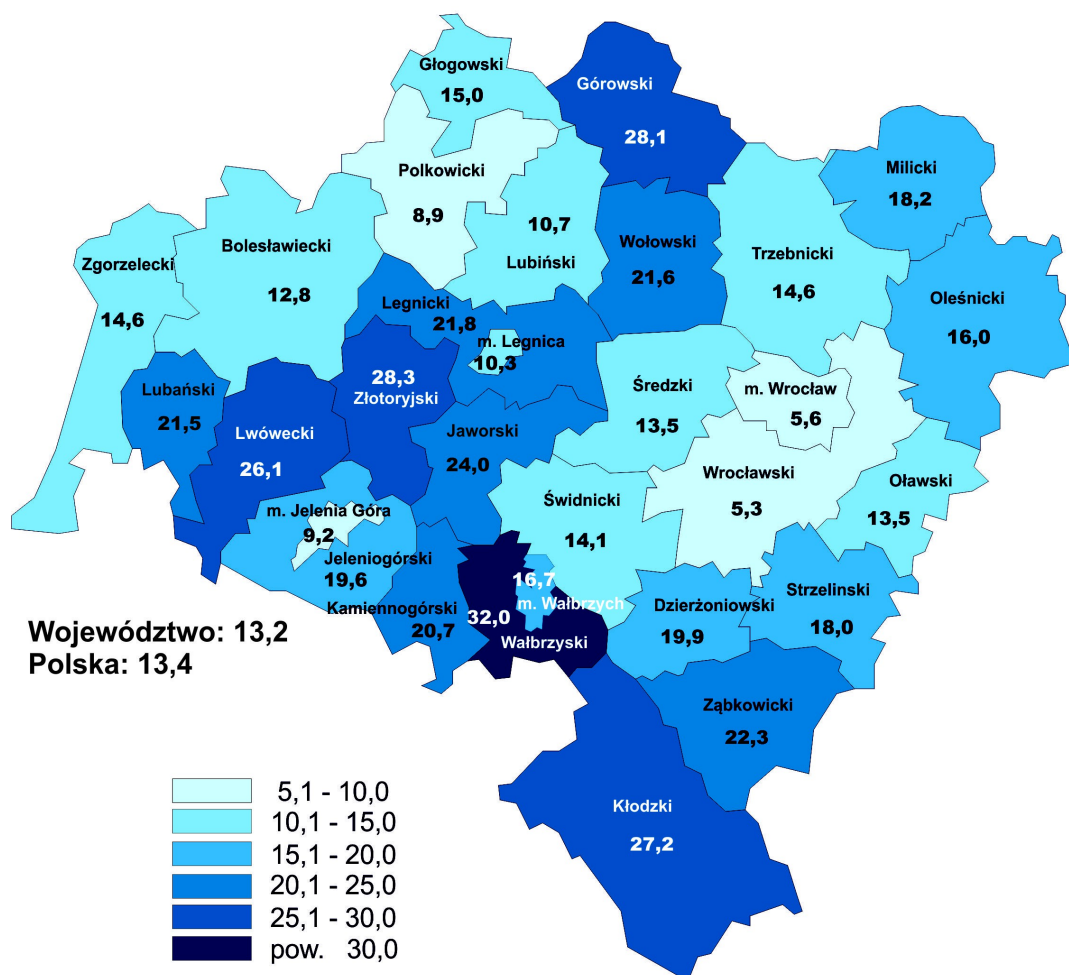 Głogowski
15,0
Górowski
28,1
Polkowicki
8,9
Milicki
18,2
10,7
Lubiński
Wołowski
21,6
Trzebnicki
14,6
Bolesławiecki
12,8
Zgorzelecki
14,6
Oleśnicki
16,0
Legnicki
21,8
m. Legnica
10,3
28,3
Złotoryjski
Lubański
21,5
Średzki
13,5
m. Wrocław
5,6
Lwówecki
26,1
Jaworski
24,0
Wrocławski
5,3
Oławski
13,5
Świdnicki
14,1
m. Jelenia Góra
9,2
Jeleniogórski
19,6
Kamiennogórski
20,7
16,7
m. Wałbrzych
32,0
Wałbrzyski
Dzierżoniowski
19,9
Strzelinski
18,0
Województwo: 13,2
Polska: 13,4
Ząbkowicki
22,3
Kłodzki
27,2
5,1 - 10,0
10,1 - 15,0
15,1 - 20,0
20,1 - 25,0
25,1 - 30,0
pow. 30,0